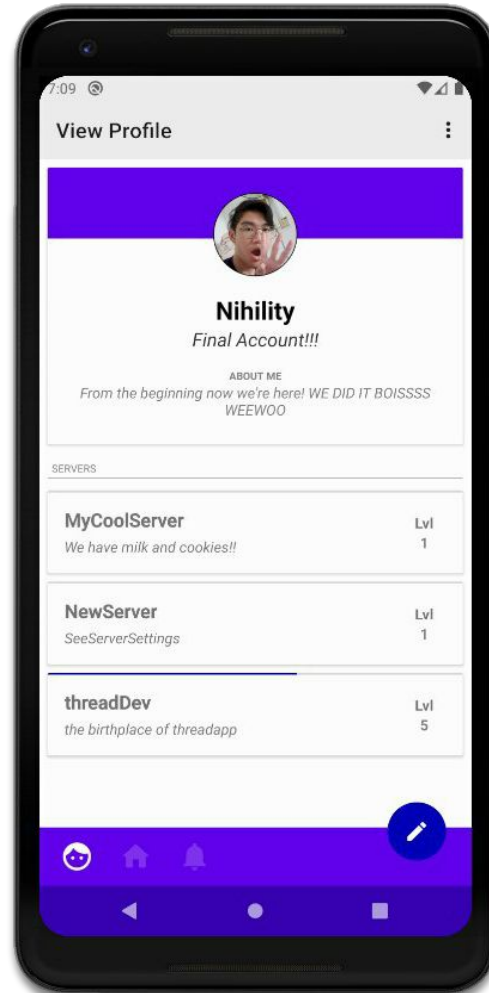 7:09
View Profile
Nihility
Final Account!!!
ABOUT ME
From the beginning now we're here! WE DID IT BOISSSS
WEEWOO
SERVERS
MyCoolServer
We have milk and cookies!!
Lvl
1
NewServer
SeeServerSettings
Lvl
1
threadDev
the birthplace of threadapp
Lvl
5